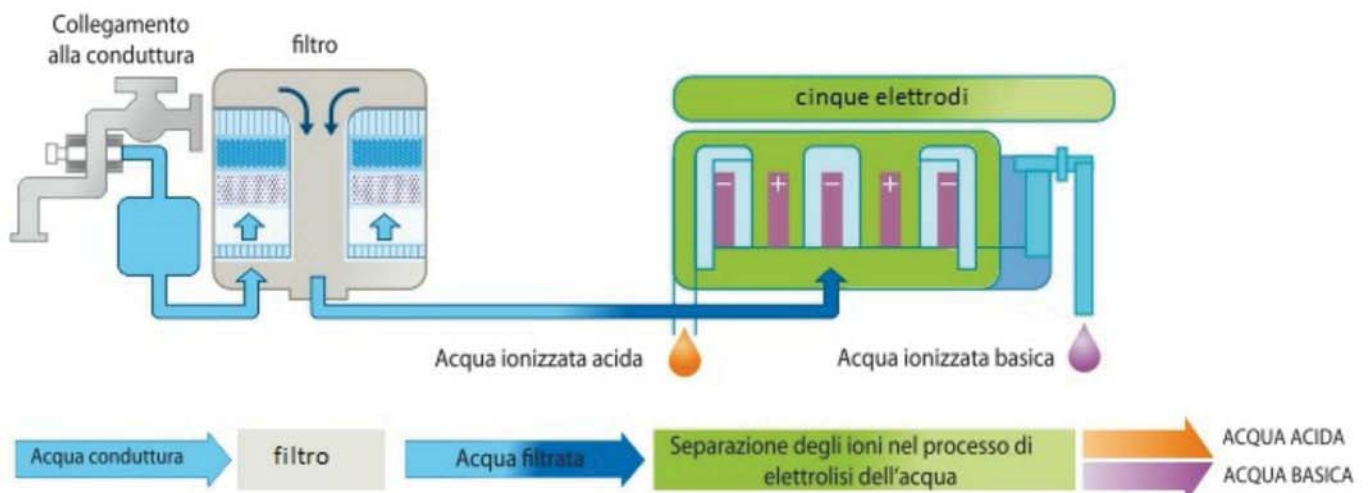 Collegamento
alla conduttura
filtro
cinque elettrodi
− + − + −
Acqua ionizzata acida
Acqua ionizzata basica
Acqua conduttura
filtro
Acqua filtrata
Separazione degli ioni nel processo di
elettrolisi dell'acqua
ACQUA ACIDA
ACQUA BASICA